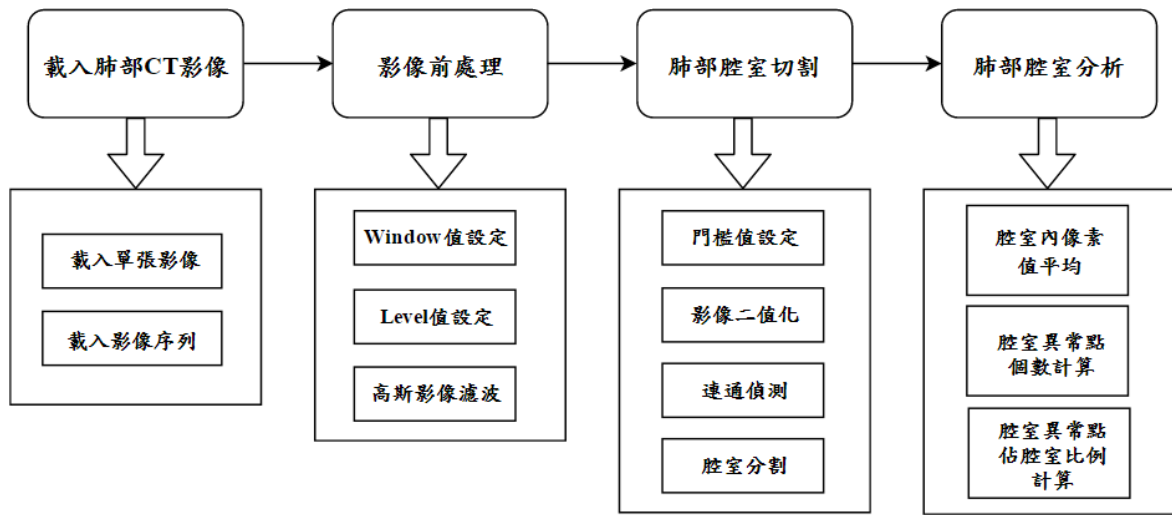 載入肺部CT影像
影像前處理
肺部腔室切割
肺部腔室分析
載入單張影像
載入影像序列
Window值設定
Level值設定
高斯影像濾波
門檻值設定
影像二值化
連通偵測
腔室分割
腔室內像素
值平均
腔室異常點
個數計算
腔室異常點
佔腔室比例
計算